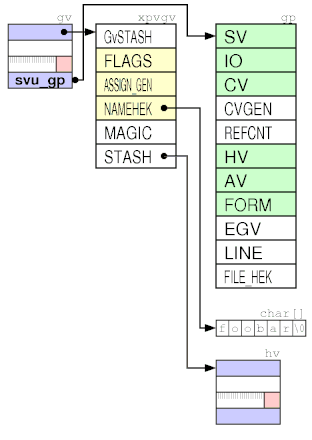 gv
xpvgv
gp
svu_gp
GvSTASH
FLAGS
ASSIGN_GEN
NAMEHEK
MAGIC
STASH
SV
IO
CV
CVGEN
REFCNT
HV
AV
FORM
EGV
LINE
FILE_HEK
char[]
f o o b a r \0
hv